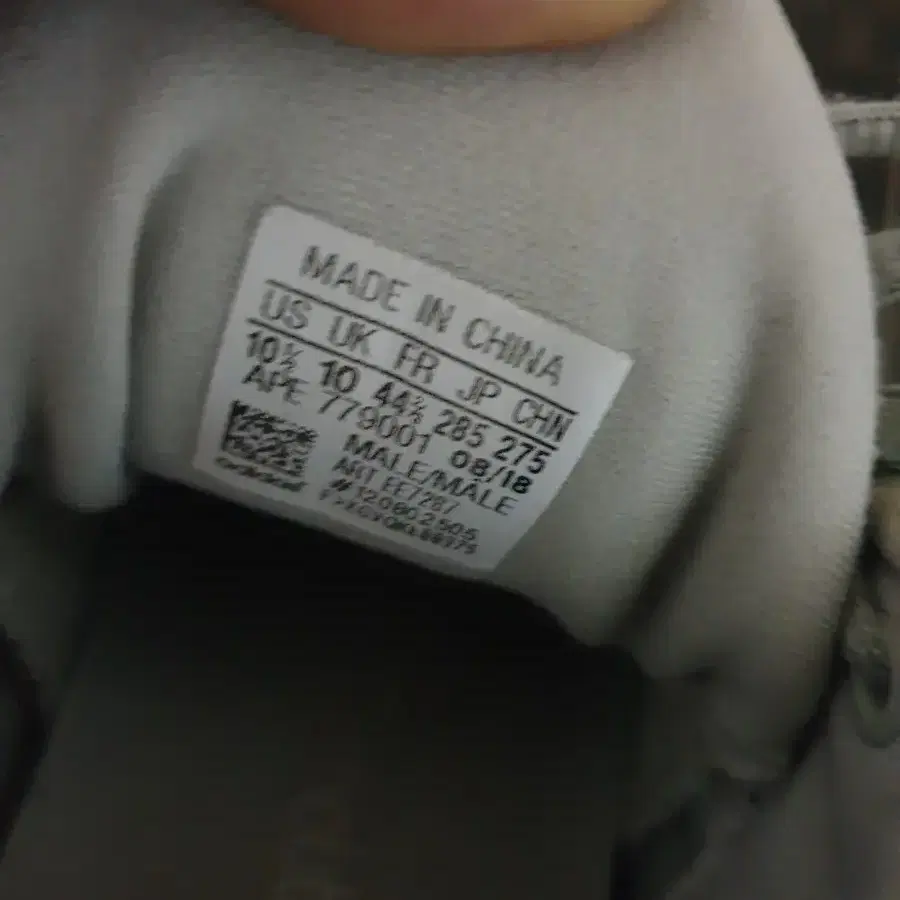 MADE IN CHINA
US UK FR JP CHN
10½ 10 44⅔ 285 275
APE 779001 08/18
MALE/MÂLE
ART EE7287